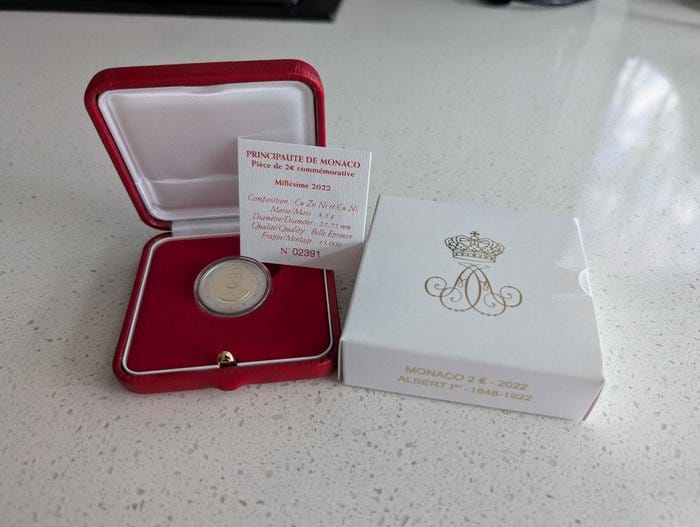 PRINCIPAUTE DE MONACO
Pièce de 2€ commémorative
Millésime 2022
Composition : Cu Zn Ni et Cu Ni
Masse/Mass : 8,5 g
Diamètre/Diameter : 25,75 mm
Qualité/Quality : Belle Epreuve
Frappe/Mintage : 15.000
N° 02391
MONACO 2 € - 2022
ALBERT Ier -1848-1922